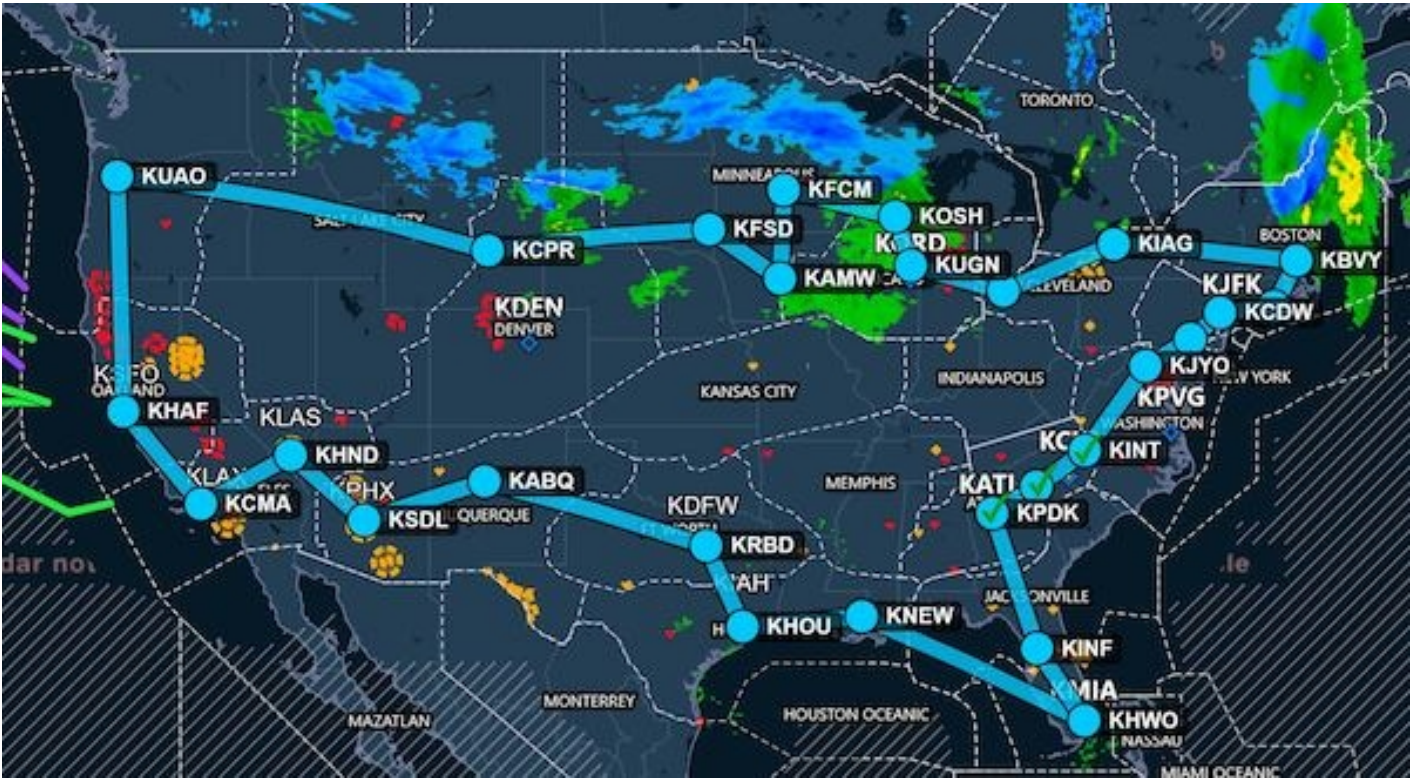 TORONTO
MINNEAPOLIS
KUAO
KFCM
SALT LAKE CITY
KOSH
KFSD
KIAG
BOSTON
KCPR
KORD
KUGN
KBVY
KAMW
CLEVELAND
KJFK
KDEN
KCDW
DENVER
KJYO
KSFO
OAKLAND
INDIANAPOLIS
NEW YORK
KANSAS CITY
KPVG
KHAF
KLAS
WASHINGTON
KHND
KINT
KLAX
KPHX
KABQ
MEMPHIS
KATL
KCMA
KSDL
KDFW
KPDK
FT WORTH
KRBD
dar
.le
KIAH
JACKSONVILLE
KHOU
KNEW
KINF
KMIA
MONTERREY
HOUSTON OCEANIC
MAZATLAN
KHWO
NASSAU
MIAMI OCEANIC